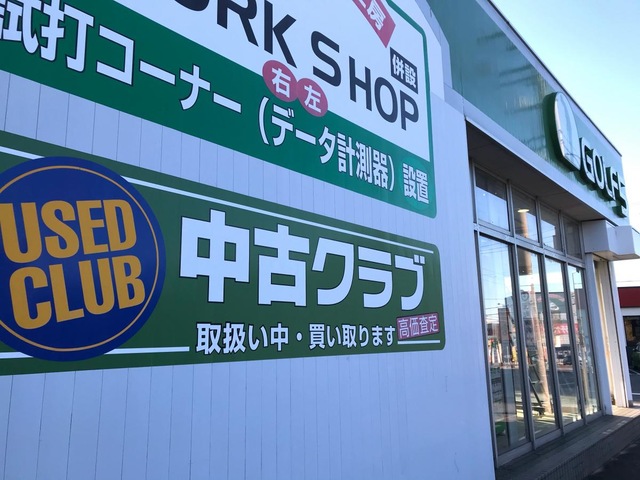 房
ORK SHOP
併設
右 左
試打コーナー(データ計測器)設置
USED
CLUB
中古クラブ
取扱い中・買い取ります
高価査定
GOLF